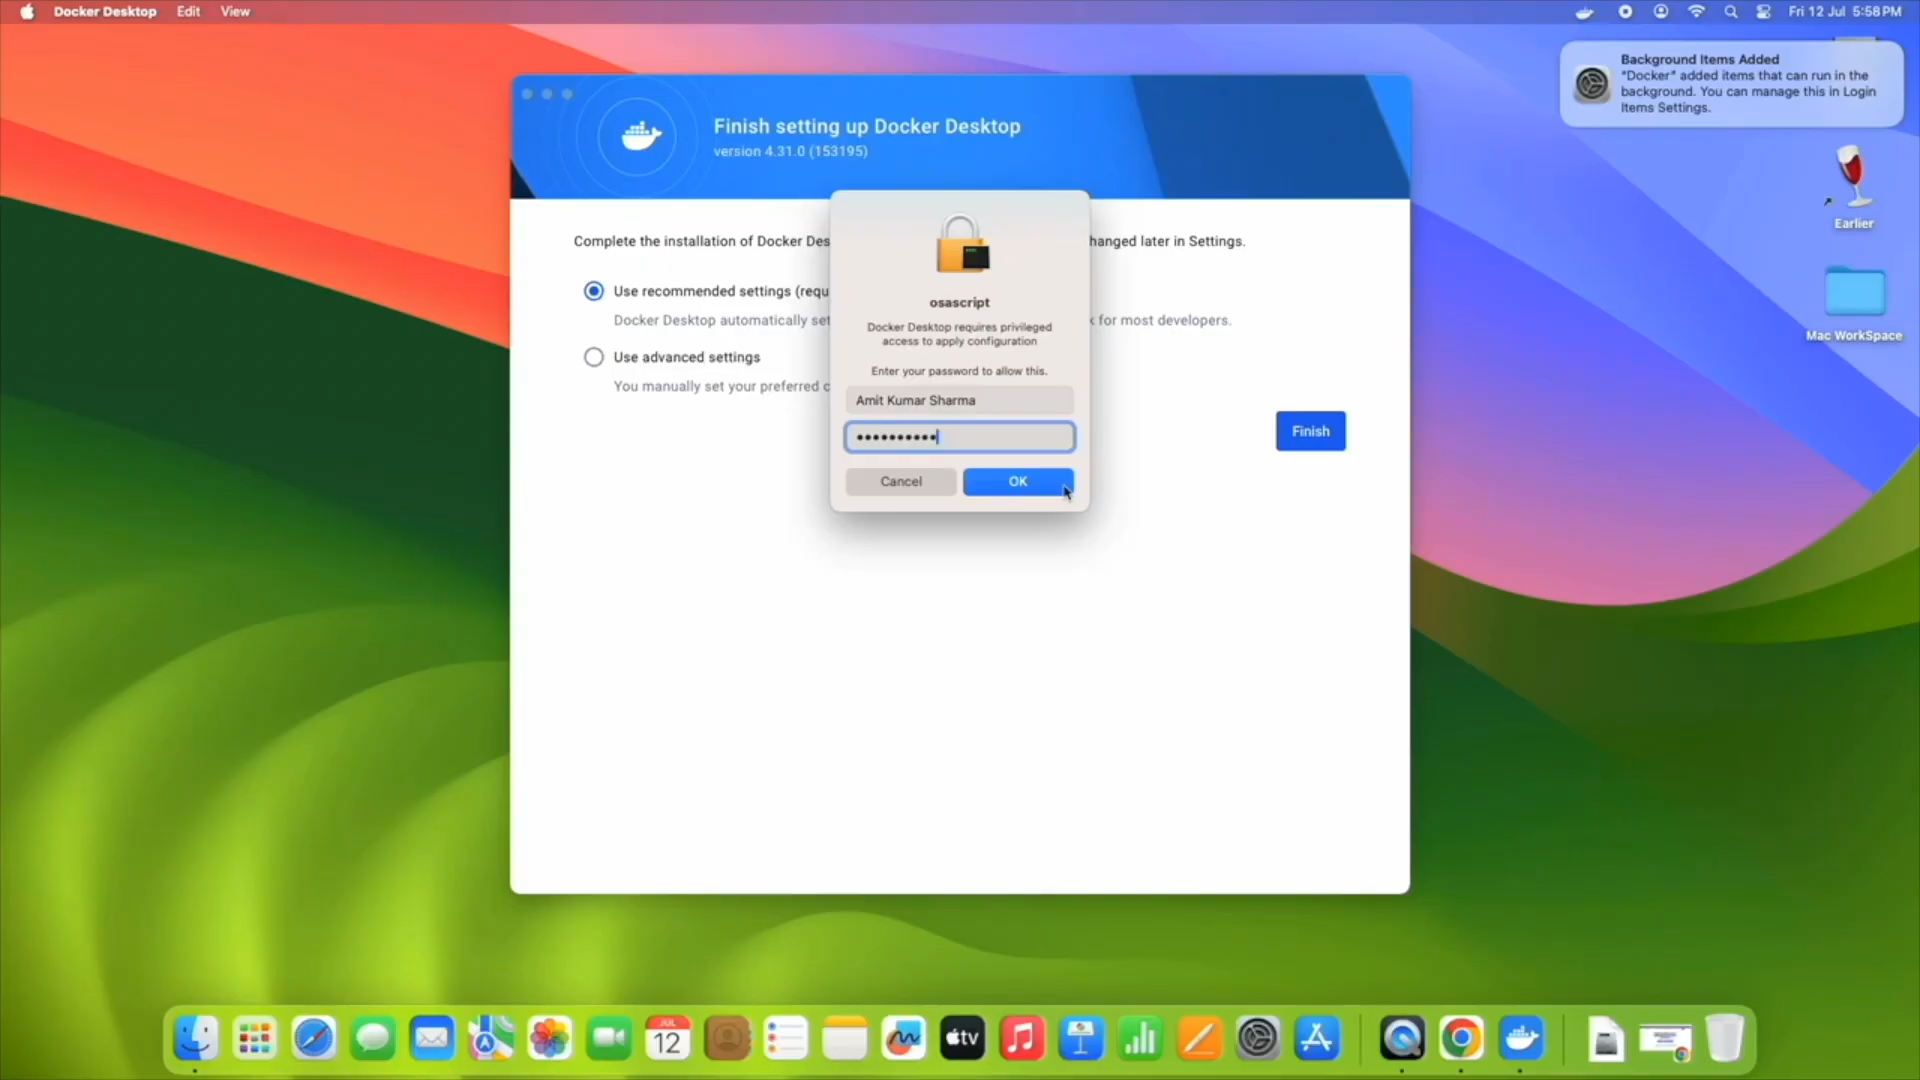 Docker Desktop Edit View
Fri 12 Jul 5:58 PM
Background Items Added
"Docker" added items that can run in the
background. You can manage this in Login
Items Settings.
Finish setting up Docker Desktop
version 4.31.0 (153195)
Earlier
Mac WorkSpace
Complete the installation of Docker Des
hanged later in Settings.
Use recommended settings (requ
Docker Desktop automatically set
for most developers.
Use advanced settings
You manually set your preferred c
osascript
Docker Desktop requires privileged
access to apply configuration
Enter your password to allow this.
Amit Kumar Sharma
Cancel
OK
Finish
JUL
12
tv